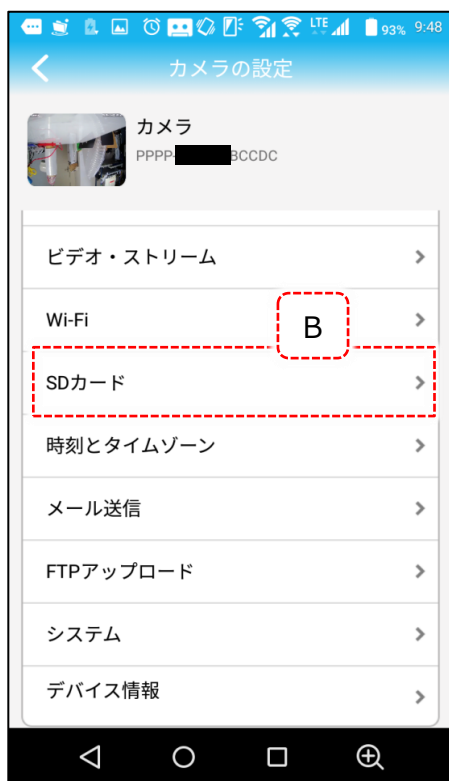 LTE 93% 9:48
カメラの設定
カメラ
PPPP- BCCDC
ビデオ・ストリーム
Wi-Fi
B
SDカード
時刻とタイムゾーン
メール送信
FTPアップロード
システム
デバイス情報